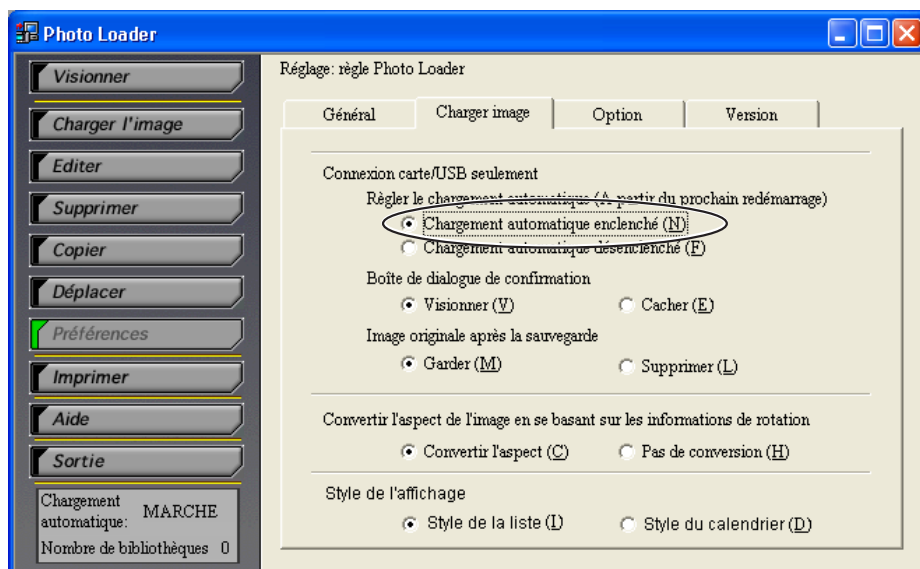 Photo Loader
Visionner
Charger l'image
Editer
Supprimer
Copier
Déplacer
Préférences
Imprimer
Aide
Sortie
Chargement automatique: MARCHE
Nombre de bibliothèques 0
Réglage: règle Photo Loader
Général Charger image Option Version
Connexion carte/USB seulement
Règler le chargement automatique (A partir du prochain redémarrage)
Chargement automatique enclenché (N)
Chargement automatique désenclenché (F)
Boîte de dialogue de confirmation
Visionner (V) Cacher (E)
Image originale après la sauvegarde
Garder (M) Supprimer (L)
Convertir l'aspect de l'image en se basant sur les informations de rotation
Convertir l'aspect (C) Pas de conversion (H)
Style de l'affichage
Style de la liste (I) Style du calendrier (D)